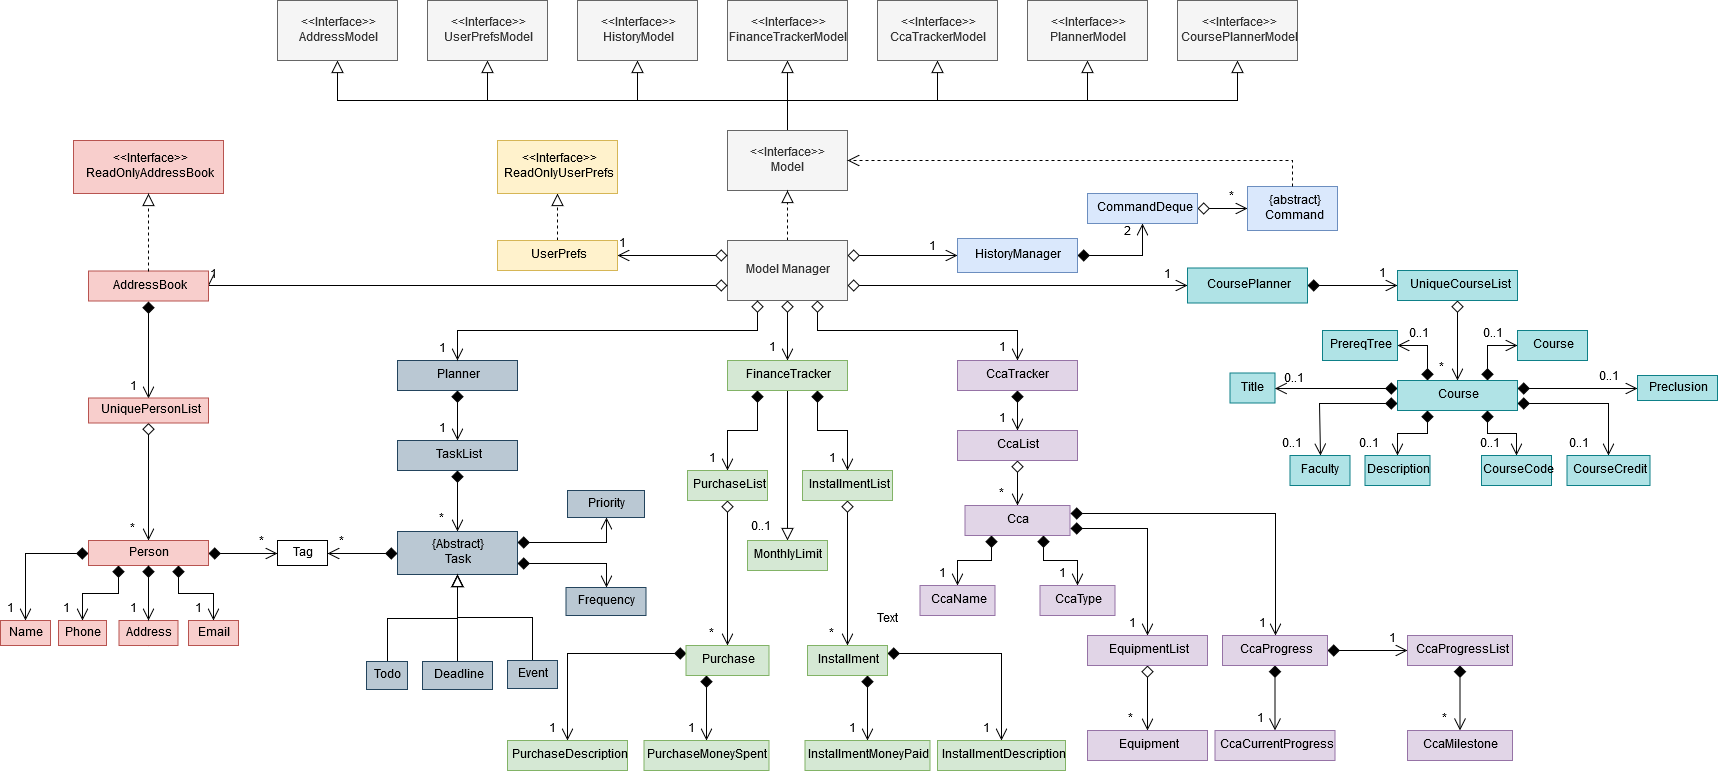 <<Interface>>
AddressModel
<<Interface>>
UserPrefsModel
<<Interface>>
HistoryModel
<<Interface>>
FinanceTrackerModel
<<Interface>>
CcaTrackerModel
<<Interface>>
PlannerModel
<<Interface>>
CoursePlannerModel
<<Interface>>
ReadOnlyAddressBook
<<Interface>>
ReadOnlyUserPrefs
<<Interface>>
Model
CommandDeque
*
{abstract}
Command
2
UserPrefs
1
Model Manager
1
HistoryManager
AddressBook
1
1
CoursePlanner
1
UniqueCourseList
1
Planner
1
FinanceTracker
1
CcaTracker
PrereqTree
0..1
0..1
Course
*
Title
0..1
Course
0..1
Preclusion
1
UniquePersonList
1
TaskList
1
CcaList
0..1
Faculty
0..1
Description
0..1
CourseCode
0..1
CourseCredit
1
PurchaseList
1
InstallmentList
*
Cca
Priority
*
Person
*
Tag
*
*
{Abstract}
Task
0..1
MonthlyLimit
Frequency
1
CcaName
1
CcaType
1
Name
1
Phone
1
Address
1
Email
Text
*
Purchase
*
Installment
1
EquipmentList
1
CcaProgress
1
CcaProgressList
Todo
Deadline
Event
1
PurchaseDescription
1
PurchaseMoneySpent
1
InstallmentMoneyPaid
1
InstallmentDescription
*
Equipment
1
CcaCurrentProgress
*
CcaMilestone